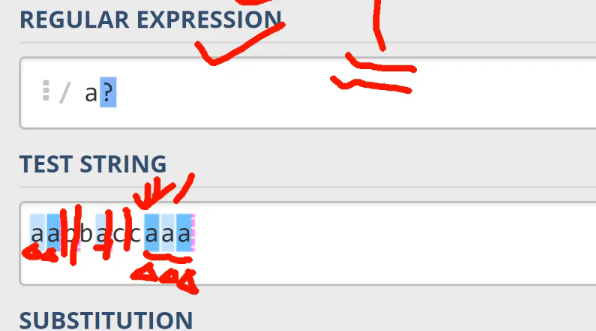 REGULAR EXPRESSION
/ a?
TEST STRING
aabbaccaaa
SUBSTITUTION